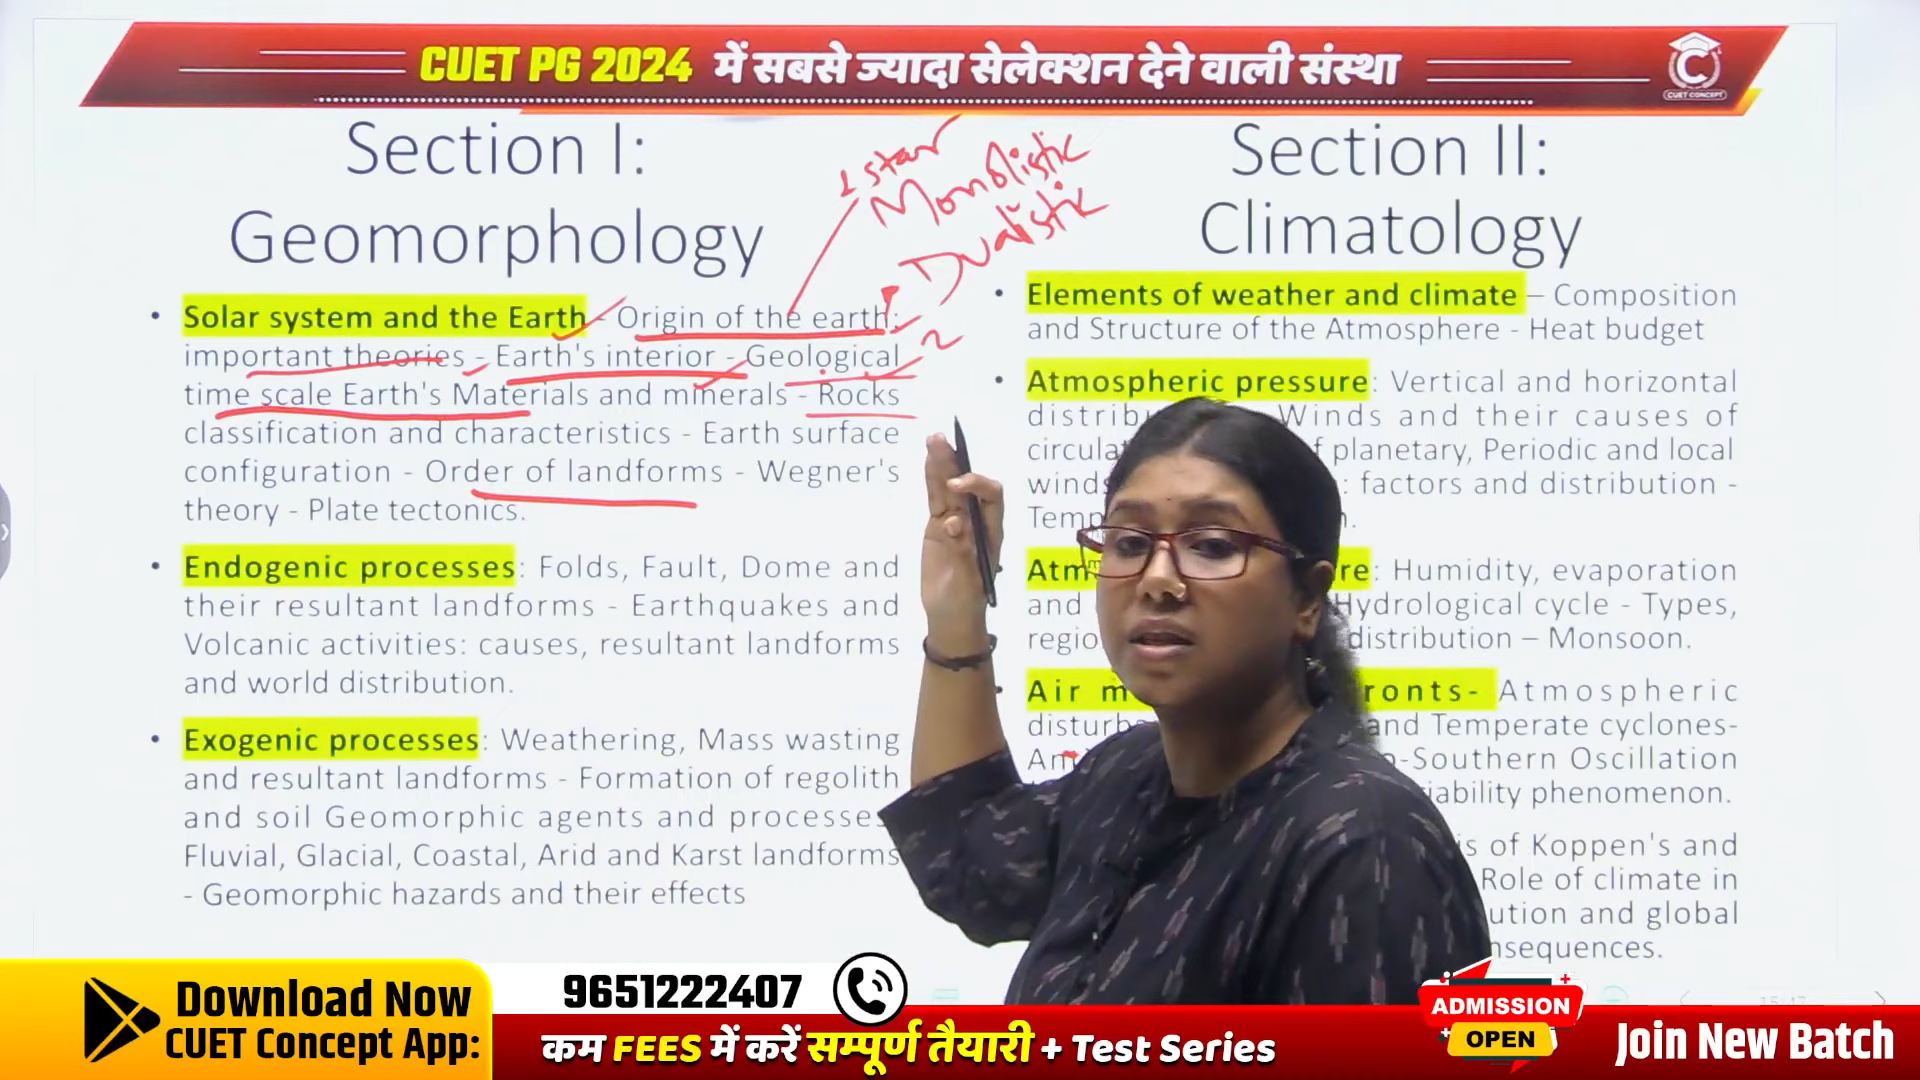 CUET PG 2024 में सबसे ज्यादा सेलेक्शन देने वाली संस्था
CUET CONCEPT
Section I:
Geomorphology
• Solar system and the Earth - Origin of the earth:
important theories - Earth's interior - Geological
time scale Earth's Materials and minerals - Rocks
classification and characteristics - Earth surface
configuration - Order of landforms - Wegner's
theory - Plate tectonics.
• Endogenic processes: Folds, Fault, Dome and
their resultant landforms - Earthquakes and
Volcanic activities: causes, resultant landforms
and world distribution.
• Exogenic processes: Weathering, Mass wasting
and resultant landforms - Formation of regolith
and soil Geomorphic agents and processes
Fluvial, Glacial, Coastal, Arid and Karst landforms
- Geomorphic hazards and their effects
1 star
Monolistic
Dualistic
2
Section II:
Climatology
• Elements of weather and climate – Composition
and Structure of the Atmosphere - Heat budget
• Atmospheric pressure: Vertical and horizontal
Winds and their causes of
planetary, Periodic and local
winds : factors and distribution -
: Humidity, evaporation
and Hydrological cycle - Types,
distribution – Monsoon.
• Air Atmospheric
and Temperate cyclones-
-Southern Oscillation
phenomenon.
of Koppen's and
Role of climate in
and global
Download Now
CUET Concept App:
9651222407
कम FEES में करें सम्पूर्ण तैयारी + Test Series
ADMISSION
OPEN
Join New Batch